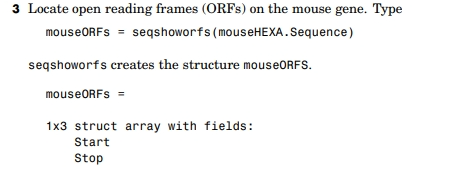 3 Locate open reading frames (ORFs) on the mouse gene. Type
mouseORFs = seqshoworfs(mouseHEXA.Sequence)
seqshoworfs creates the structure mouseORFS.
mouseORFs =
1x3 struct array with fields:
Start
Stop